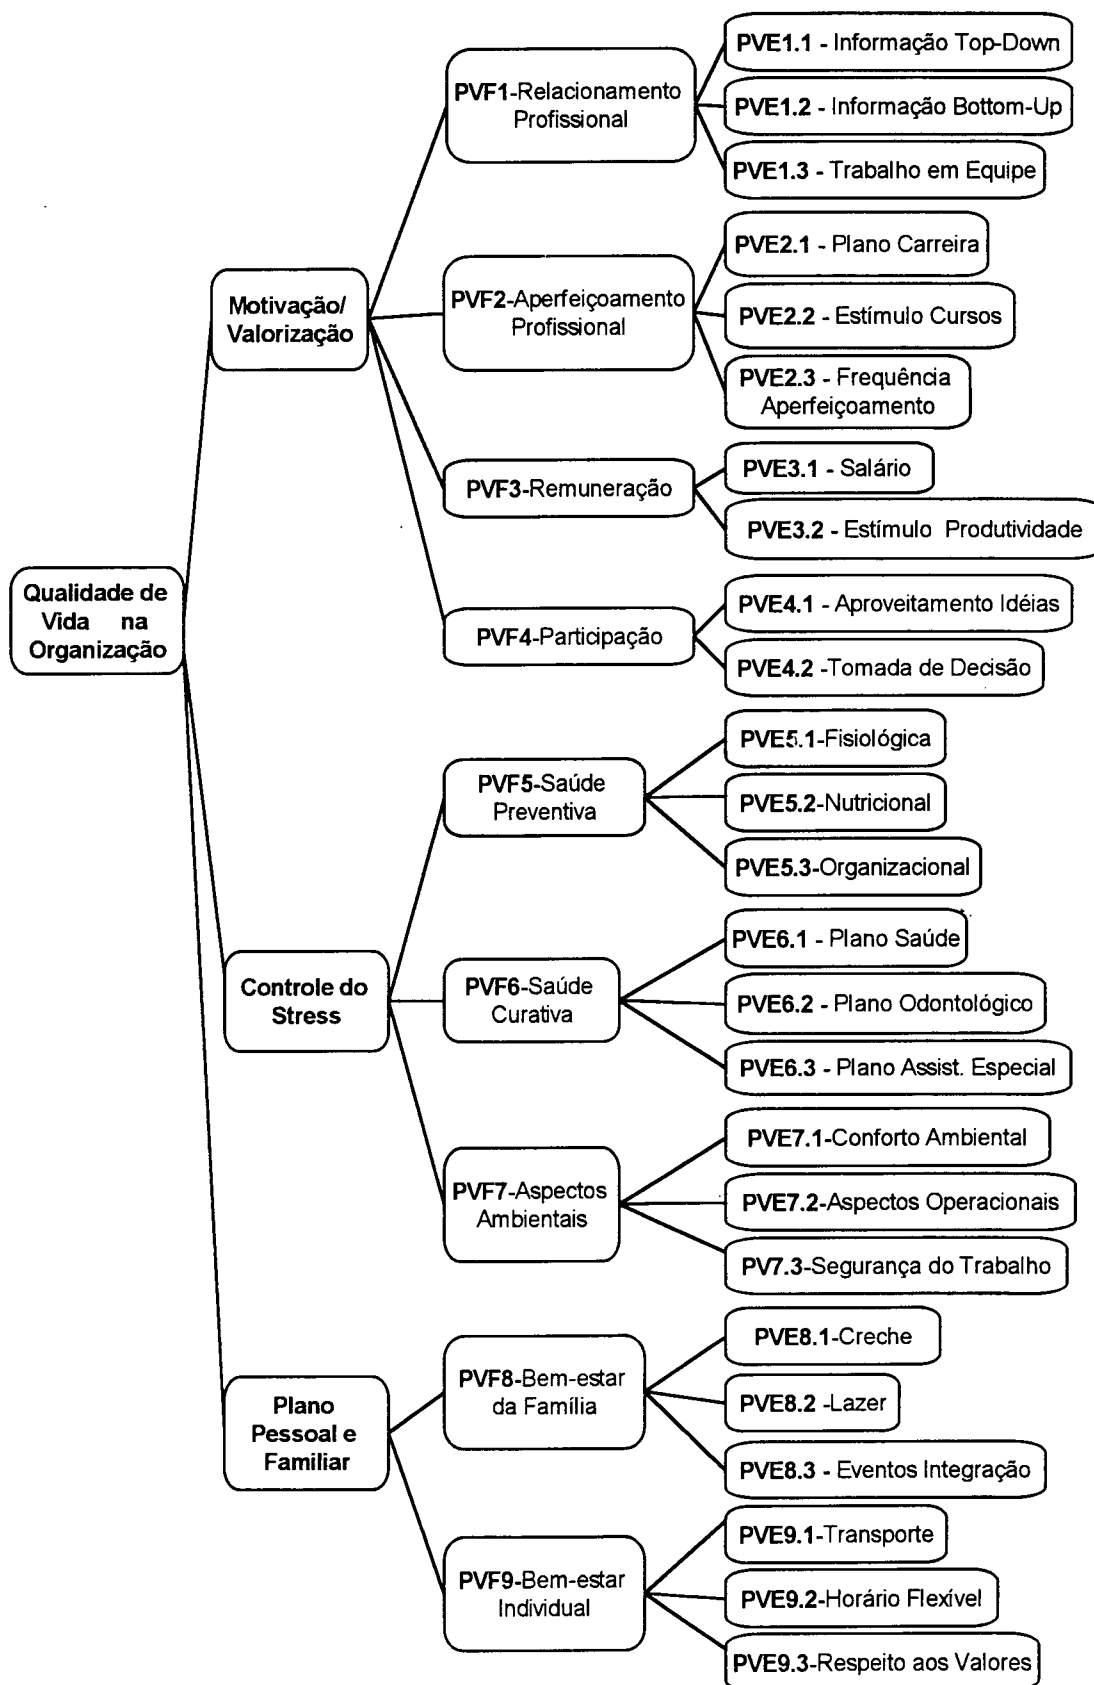 Qualidade de
Vida na
Organização
Motivação/
Valorização
PVF1-Relacionamento
Profissional
PVE1.1 - Informação Top-Down
PVE1.2 - Informação Bottom-Up
PVE1.3 - Trabalho em Equipe
PVF2-Aperfeiçoamento
Profissional
PVE2.1 - Plano Carreira
PVE2.2 - Estímulo Cursos
PVE2.3 - Frequência
Aperfeiçoamento
PVF3-Remuneração
PVE3.1 - Salário
PVE3.2 - Estímulo Produtividade
PVF4-Participação
PVE4.1 - Aproveitamento Idéias
PVE4.2 -Tomada de Decisão
Controle do
Stress
PVF5-Saúde
Preventiva
PVE5.1-Fisiológica
PVE5.2-Nutricional
PVE5.3-Organizacional
PVF6-Saúde
Curativa
PVE6.1 - Plano Saúde
PVE6.2 - Plano Odontológico
PVE6.3 - Plano Assist. Especial
PVF7-Aspectos
Ambientais
PVE7.1-Conforto Ambiental
PVE7.2-Aspectos Operacionais
PV7.3-Segurança do Trabalho
Plano
Pessoal e
Familiar
PVF8-Bem-estar
da Família
PVE8.1-Creche
PVE8.2 -Lazer
PVE8.3 - Eventos Integração
PVF9-Bem-estar
Individual
PVE9.1-Transporte
PVE9.2-Horário Flexível
PVE9.3-Respeito aos Valores